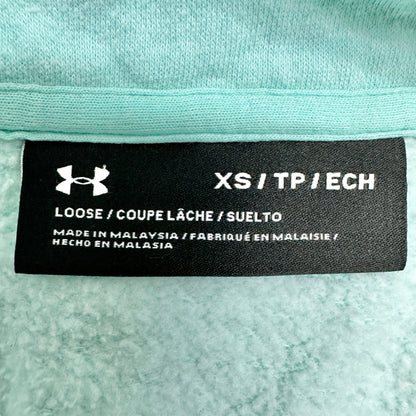 XS / TP / ECH
LOOSE / COUPE LÂCHE / SUELTO
MADE IN MALAYSIA / FABRIQUÉ EN MALAISIE /
HECHO EN MALASIA